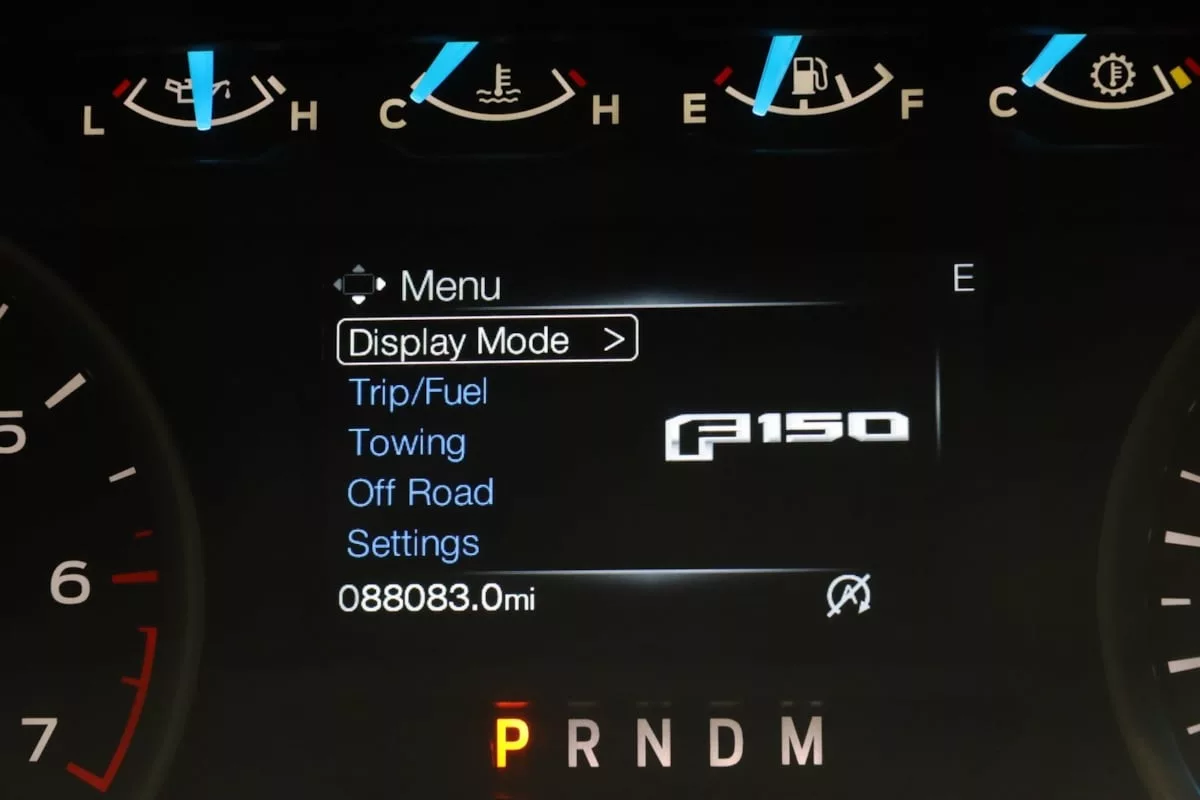 L H C H E F C
Menu E
Display Mode >
Trip/Fuel
F150
Towing
Off Road
Settings
088083.0mi
A
5
6
7
P R N D M